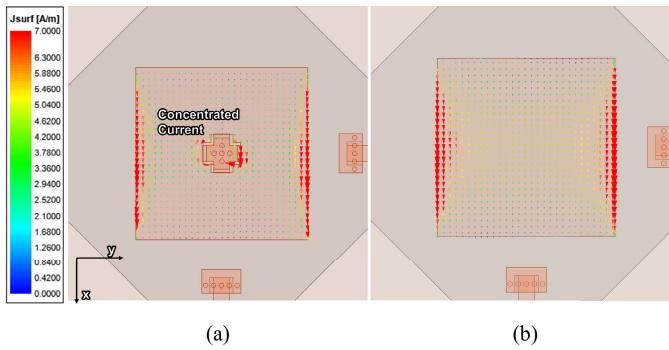 Jsurf [A/m]
7.0000
6.3000
5.8800
5.4600
5.0400
4.6200
4.2000
3.7800
3.3600
2.9400
2.5200
2.1000
1.6800
1.2600
0.8400
0.4200
0.0000
Concentrated
Current
y
x
(a)
(b)